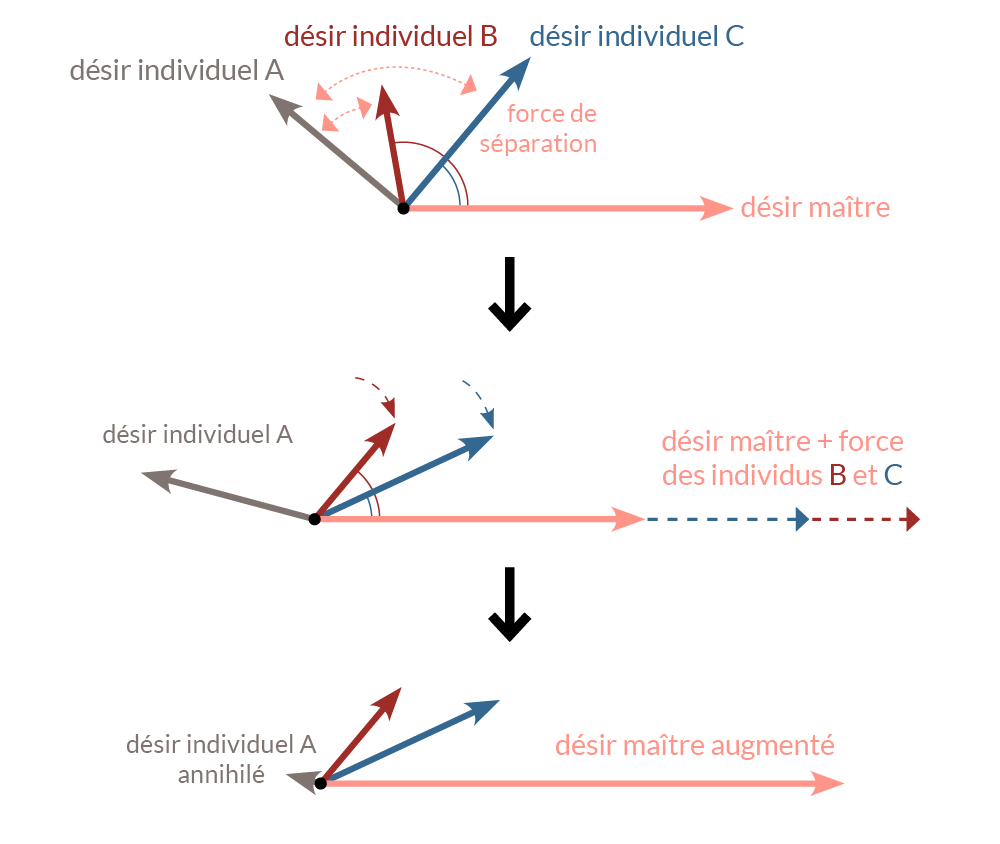 désir individuel B
désir individuel C
désir individuel A
force de
séparation
désir maître
désir individuel A
désir maître + force
des individus B et C
désir individuel A
annihilé
désir maître augmenté